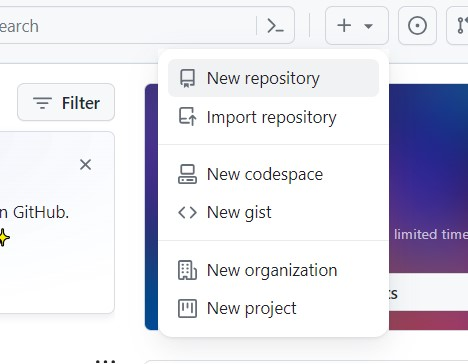 earch
New repository
Filter
Import repository
New codespace
n GitHub.
New gist
limited time
New organization
ts
New project